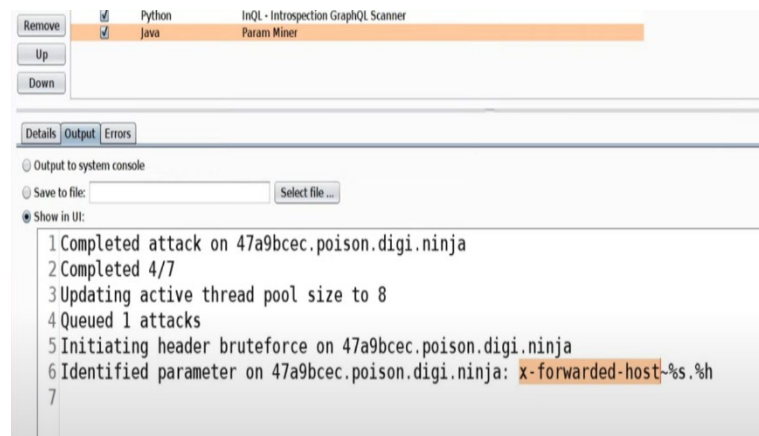 Remove
Python InQL - Introspection GraphQL Scanner
Java Param Miner
Up
Down
Details Output Errors
Output to system console
Save to file: Select file ...
Show in UI:
1 Completed attack on 47a9bcec.poison.digi.ninja
2 Completed 4/7
3 Updating active thread pool size to 8
4 Queued 1 attacks
5 Initiating header bruteforce on 47a9bcec.poison.digi.ninja
6 Identified parameter on 47a9bcec.poison.digi.ninja: x-forwarded-host~%s.%h
7